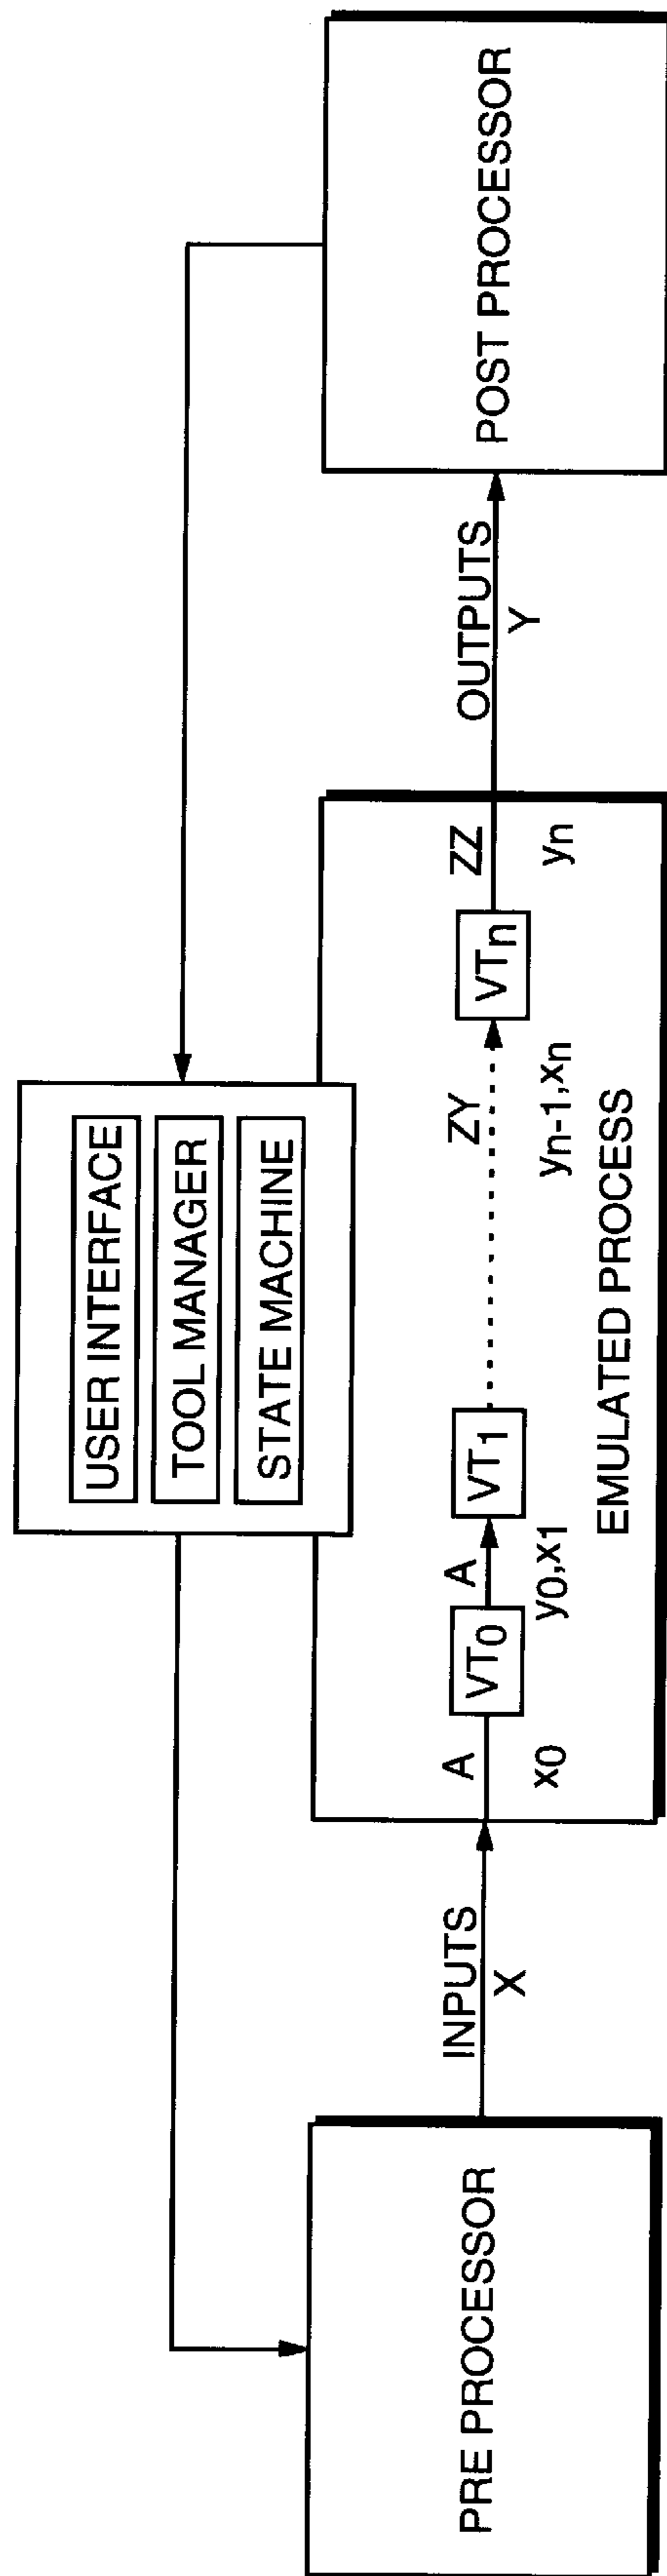 USER INTERFACE
TOOL MANAGER
STATE MACHINE
PRE PROCESSOR
INPUTS
X
A
x0
VT0
A
y0,x1
VT1
ZY
yn-1,xn
VTn
ZZ
yn
EMULATED PROCESS
OUTPUTS
Y
POST PROCESSOR